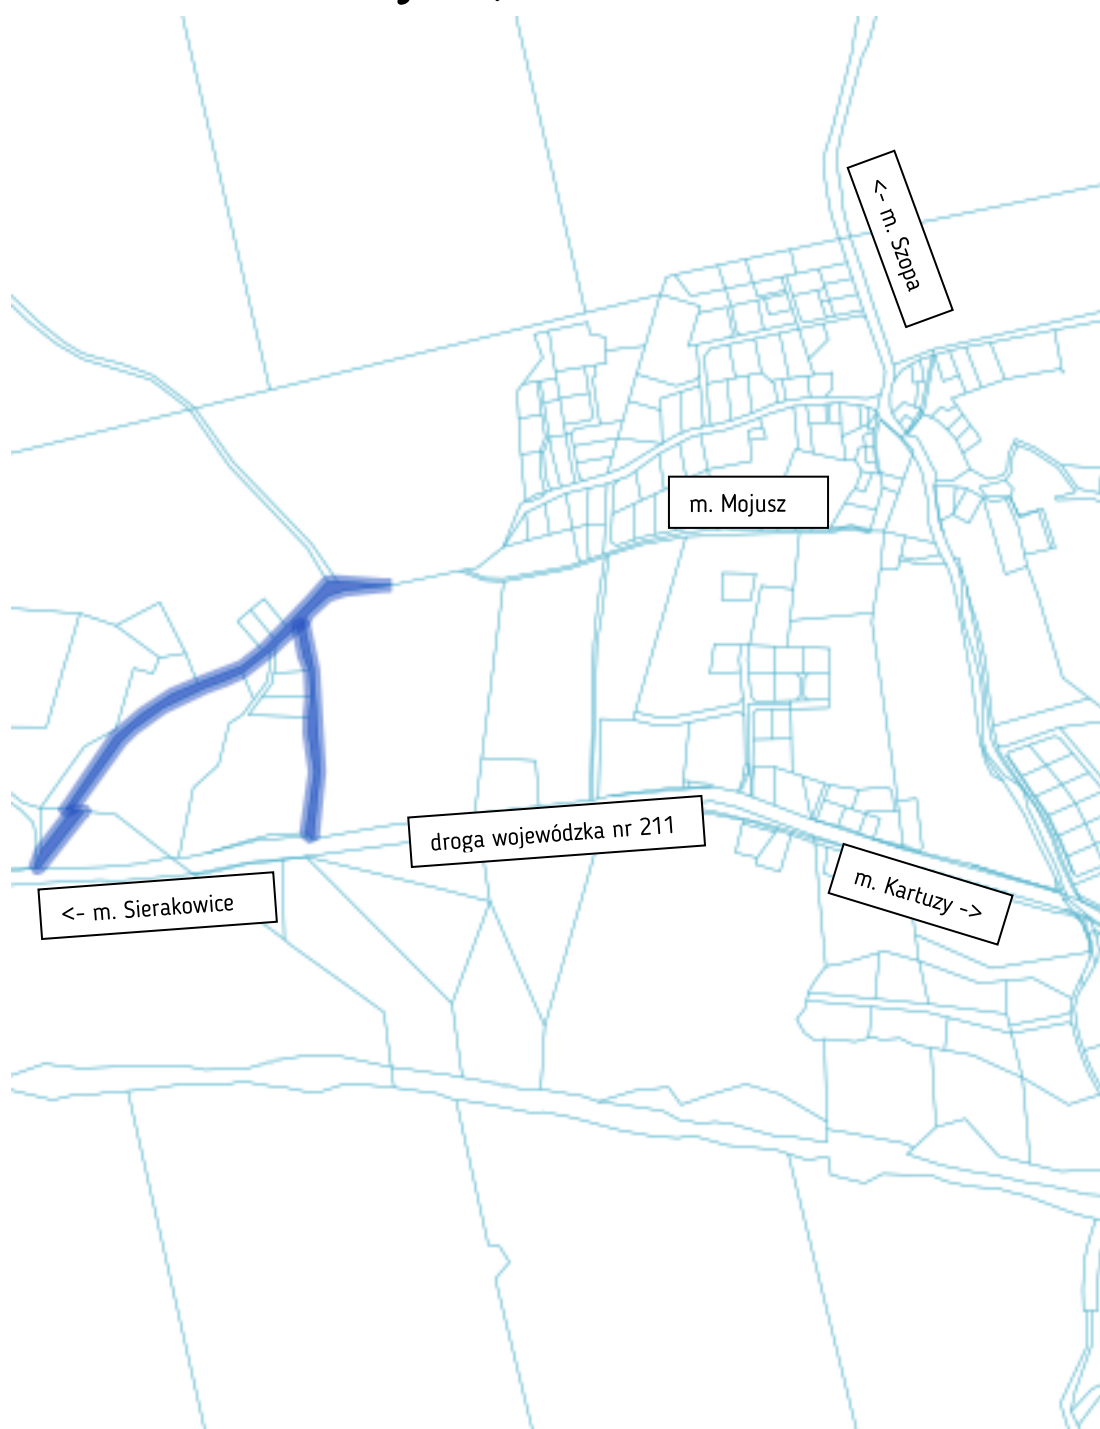 <- m. Szopa
m. Mojusz
droga wojewódzka nr 211
m. Kartuzy ->
<- m. Sierakowice